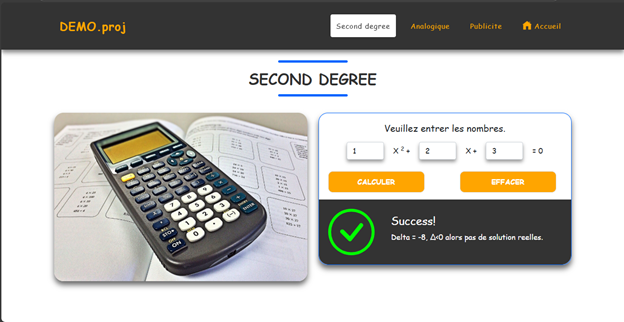 DEMO.proj
Second degree Analogique Publicite Accueil
SECOND DEGREE
Veuillez entrer les nombres.
1 X 2 + 2 X + 3 = 0
CALCULER EFFACER
Success!
Delta = -8, Δ<0 alors pas de solution reelles.